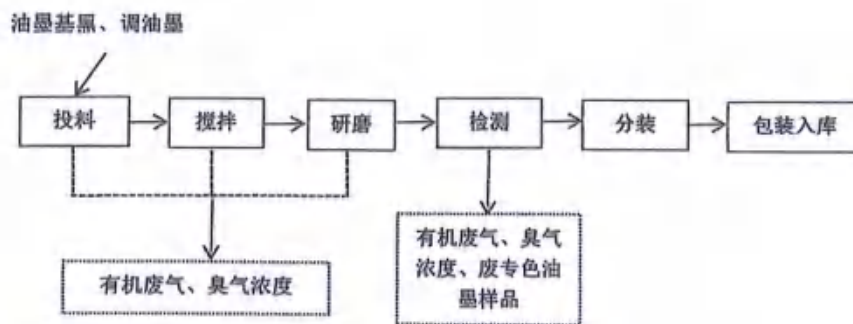 油墨基黑、调油墨
投料
搅拌
研磨
检测
分装
包装入库
有机废气、臭气浓度
有机废气、臭气
浓度、废专色油
墨样品